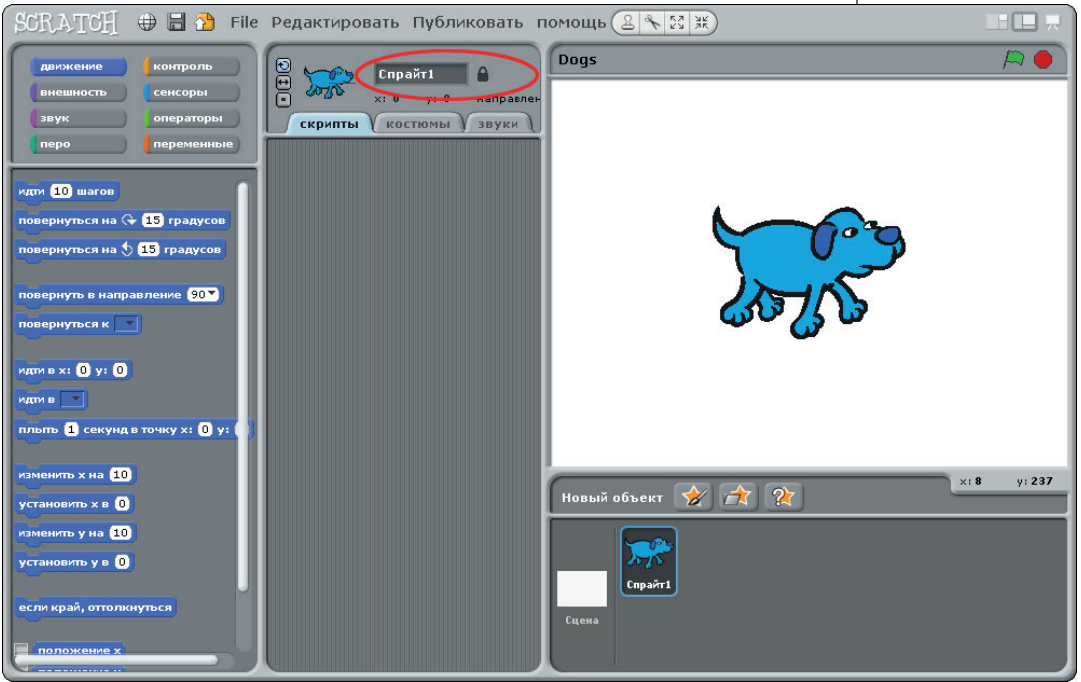 SCRATCH File Редактировать Публиковать помощь
движение контроль
внешность сенсоры
звук операторы
перо переменные
Спрайт1
x: 0 y: 0 направлен
скрипты костюмы звуки
идти 10 шагов
повернуться на 15 градусов
повернуться на 15 градусов
повернуть в направление 90
повернуться к
идти в x: 0 y: 0
идти в
плыть 1 секунд в точку x: 0 y:
изменить х на 10
установить х в 0
изменить у на 10
установить у в 0
если край, оттолкнуться
положение х
Dogs
x: 8 y: 237
Новый объект
Спрайт1
Сцена